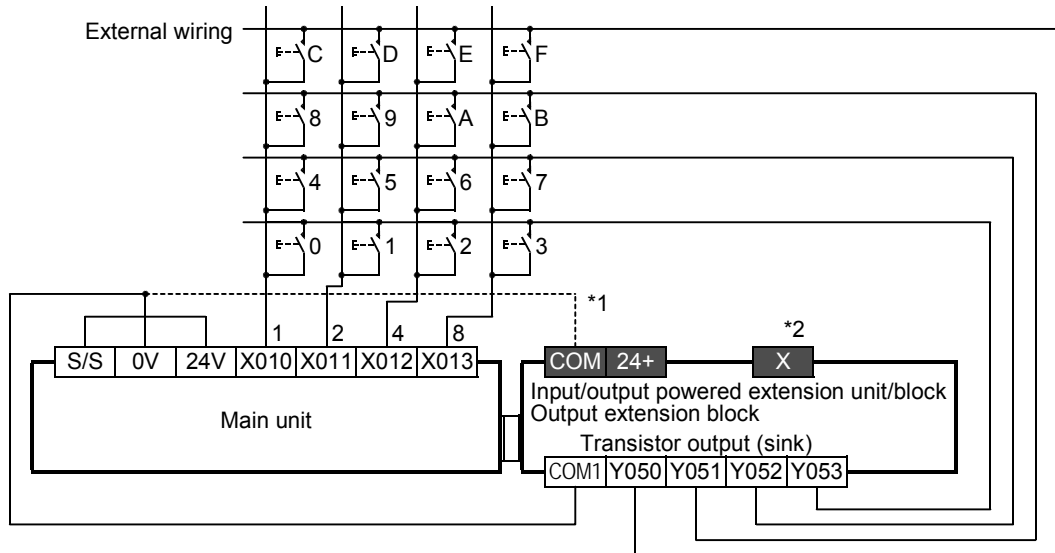 External wiring
C D E F
8 9 A B
4 5 6 7
0 1 2 3
*1
1 2 4 8 *2
S/S 0V 24V X010 X011 X012 X013 COM 24+ X
Input/output powered extension unit/block
Main unit Output extension block
Transistor output (sink)
COM1 Y050 Y051 Y052 Y053